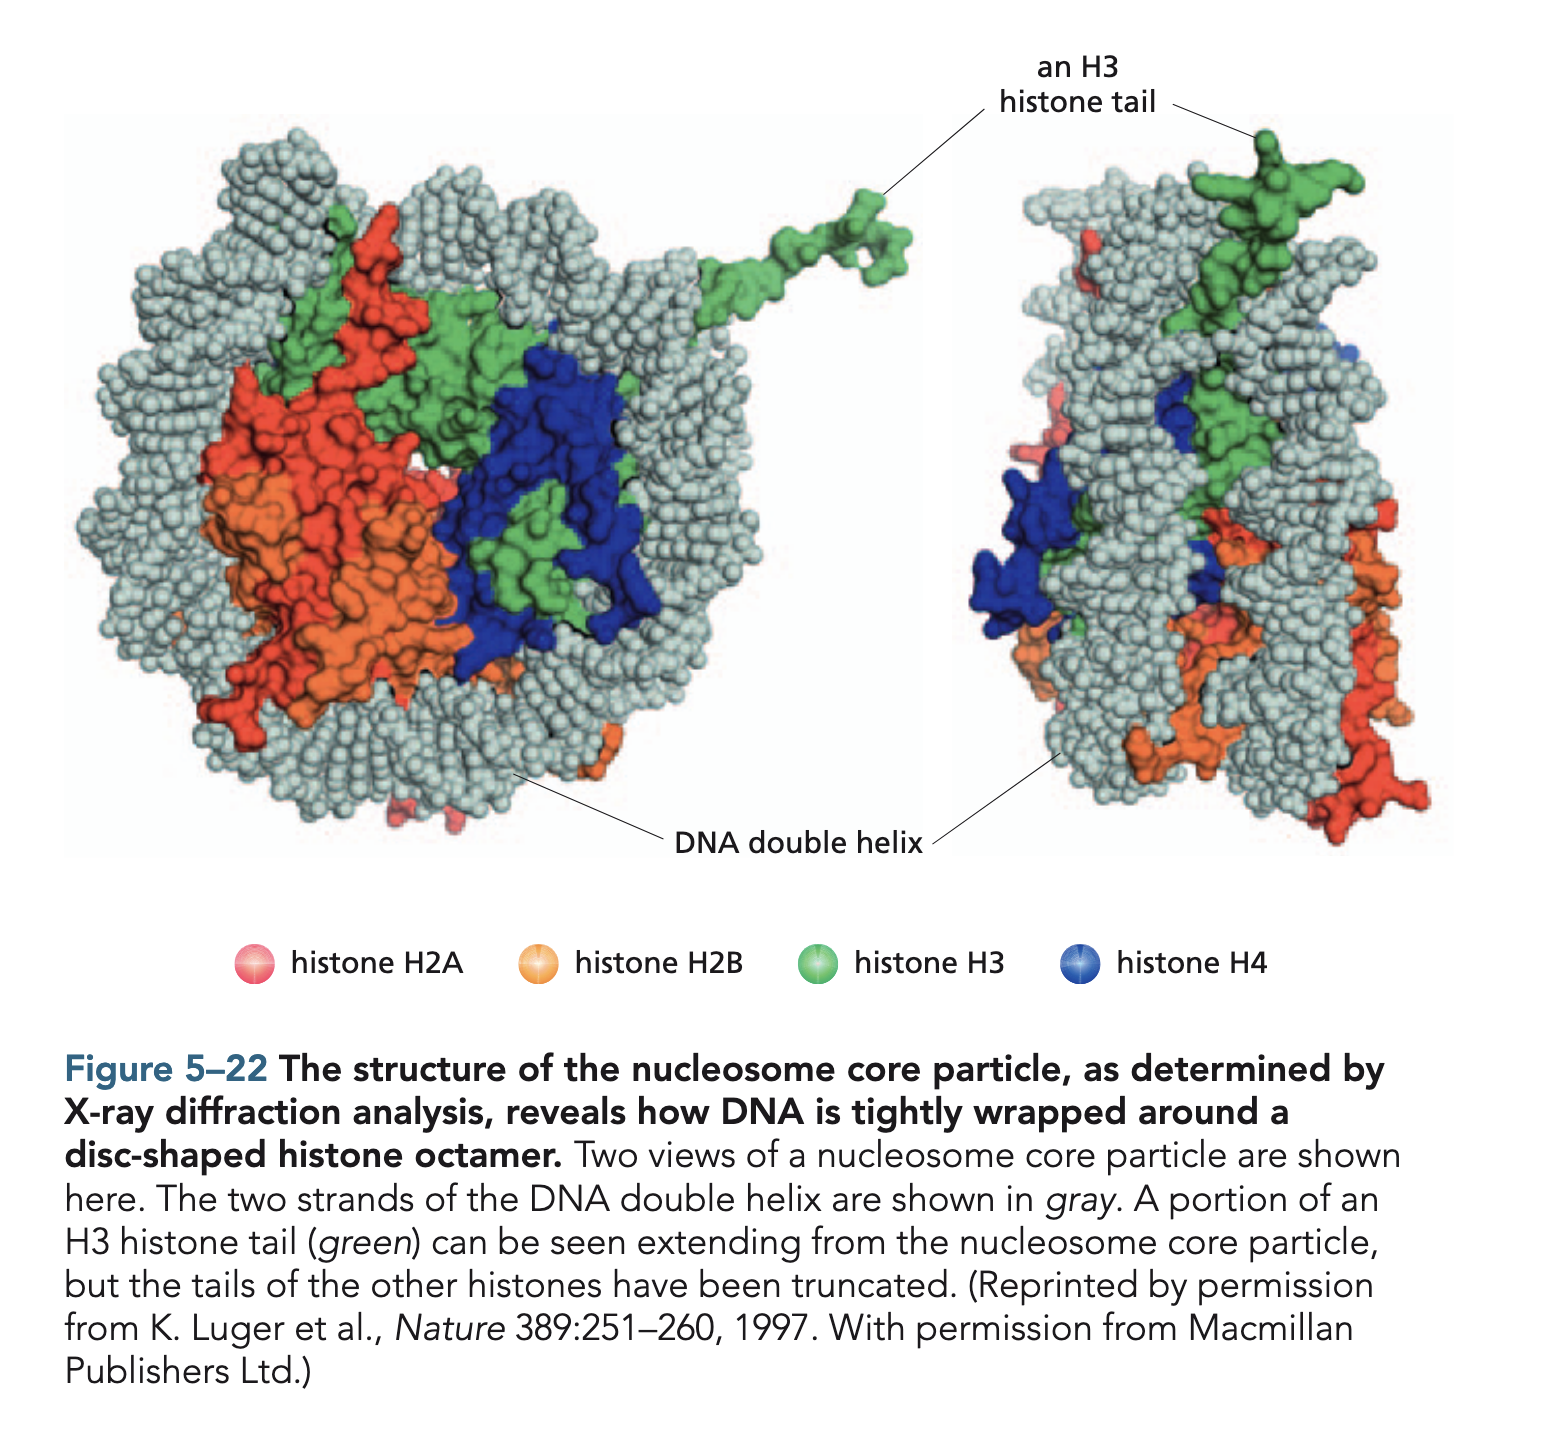 an H3
histone tail
DNA double helix
histone H2A histone H2B histone H3 histone H4
Figure 5–22 The structure of the nucleosome core particle, as determined by
X-ray diffraction analysis, reveals how DNA is tightly wrapped around a
disc-shaped histone octamer. Two views of a nucleosome core particle are shown
here. The two strands of the DNA double helix are shown in gray. A portion of an
H3 histone tail (green) can be seen extending from the nucleosome core particle,
but the tails of the other histones have been truncated. (Reprinted by permission
from K. Luger et al., Nature 389:251–260, 1997. With permission from Macmillan
Publishers Ltd.)